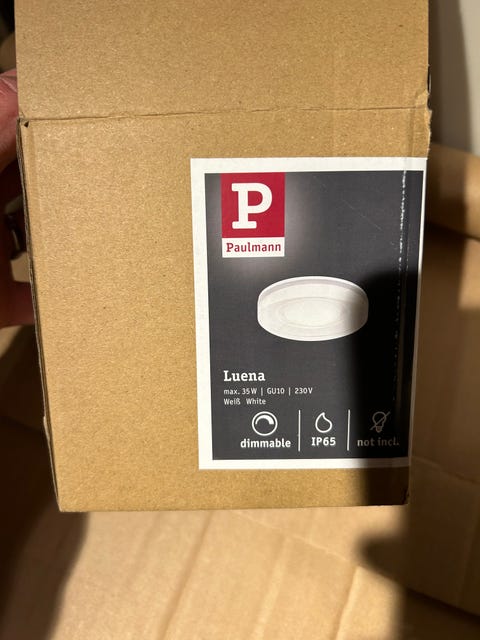 P
Paulmann
Luena
max. 35W | GU10 | 230V
Weiß White
dimmable
IP65
not incl.